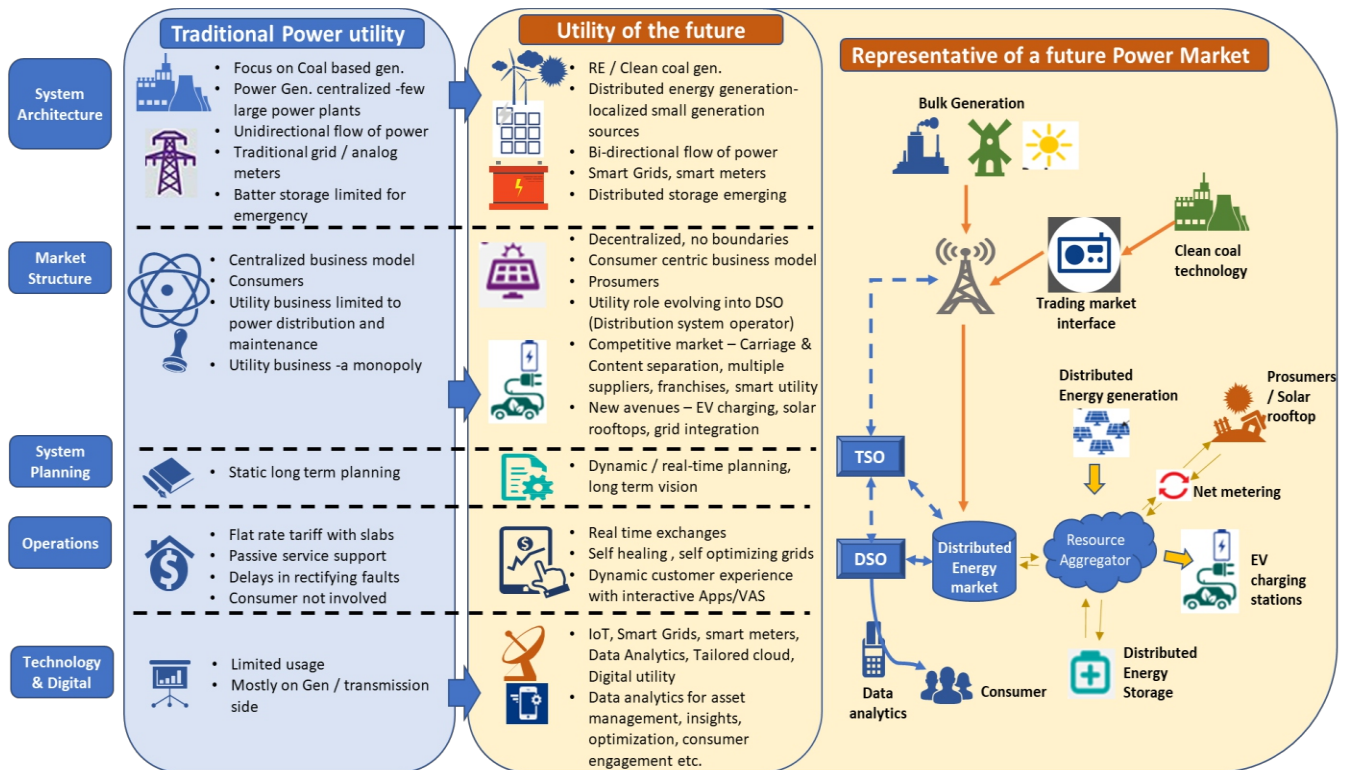 Traditional Power utility
Utility of the future
Representative of a future Power Market
System
Architecture
• Focus on Coal based gen.
• Power Gen. centralized -few
large power plants
• Unidirectional flow of power
• Traditional grid / analog
meters
• Batter storage limited for
emergency
• RE / Clean coal gen.
• Distributed energy generation-
localized small generation
sources
• Bi-directional flow of power
• Smart Grids, smart meters
• Distributed storage emerging
Market
Structure
• Centralized business model
• Consumers
• Utility business limited to
power distribution and
maintenance
• Utility business -a monopoly
• Decentralized, no boundaries
• Consumer centric business model
• Prosumers
• Utility role evolving into DSO
(Distribution system operator)
• Competitive market – Carriage &
Content separation, multiple
suppliers, franchises, smart utility
• New avenues – EV charging, solar
rooftops, grid integration
System
Planning
• Static long term planning
• Dynamic / real-time planning,
long term vision
Operations
• Flat rate tariff with slabs
• Passive service support
• Delays in rectifying faults
• Consumer not involved
• Real time exchanges
• Self healing , self optimizing grids
• Dynamic customer experience
with interactive Apps/VAS
Technology
& Digital
• Limited usage
• Mostly on Gen / transmission
side
• IoT, Smart Grids, smart meters,
Data Analytics, Tailored cloud,
Digital utility
• Data analytics for asset
management, insights,
optimization, consumer
engagement etc.
Bulk Generation
Clean coal
technology
Trading market
interface
Distributed
Energy generation
Prosumers
/ Solar
rooftop
TSO
Net metering
DSO
Distributed
Energy
market
Resource
Aggregator
EV
charging
stations
Data
analytics
Consumer
Distributed
Energy
Storage